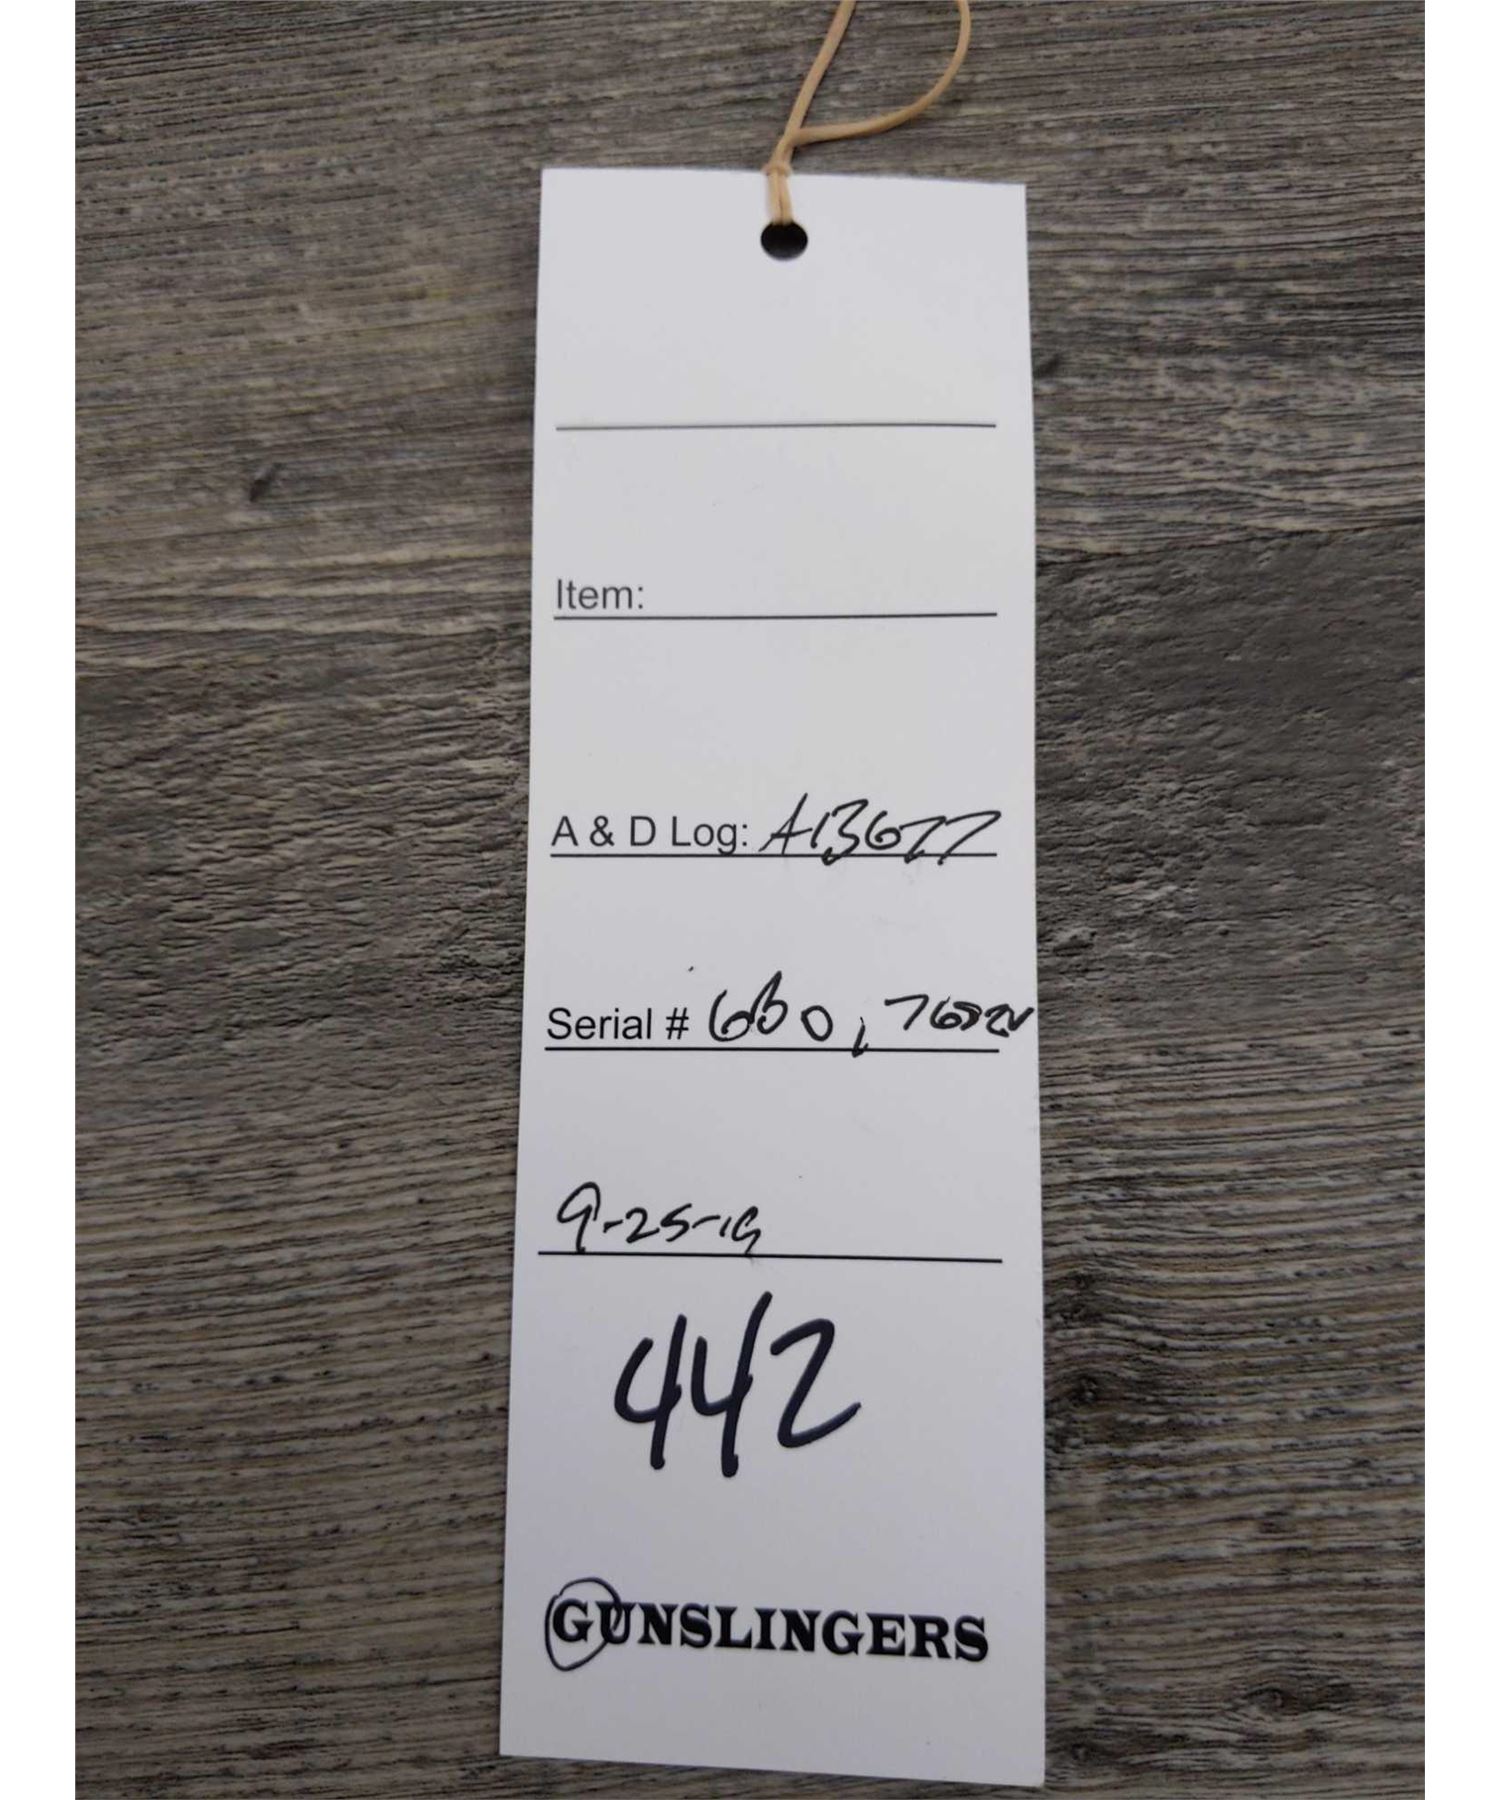 Item:
A & D Log: A13677
Serial #
9-25-19
442
GUNSLINGERS